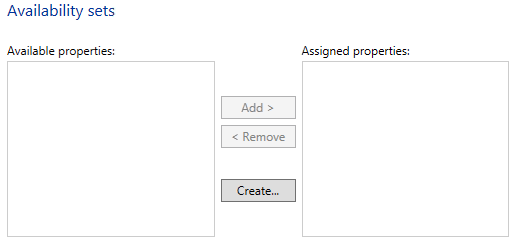 Availability sets
Available properties:
Assigned properties:
Add >
< Remove
Create...